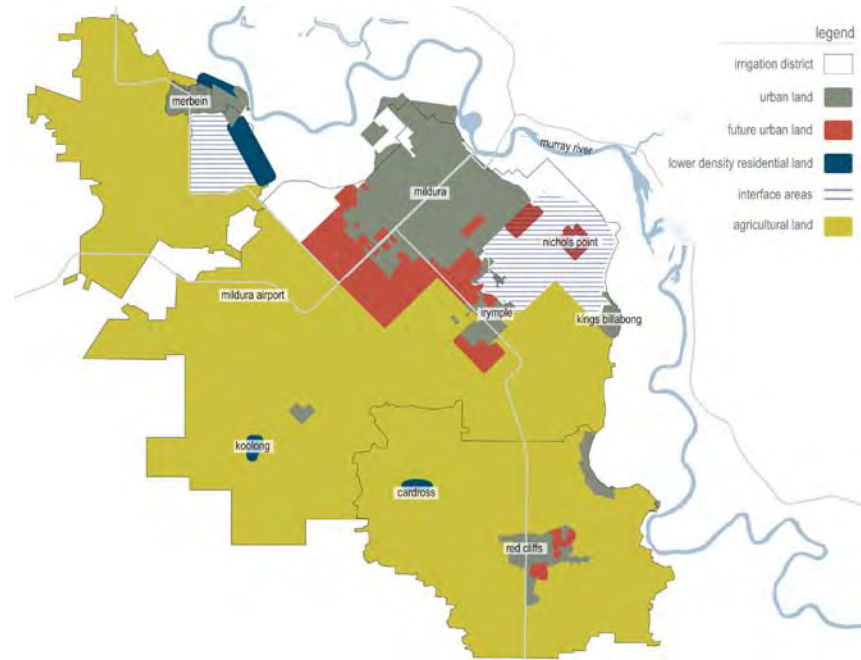 legend
irrigation district
urban land
future urban land
lower density residential land
interface areas
agricultural land
merbein
murray river
mildura
nichols point
mildura airport
irymple
kings billabong
koolong
cardross
red cliffs